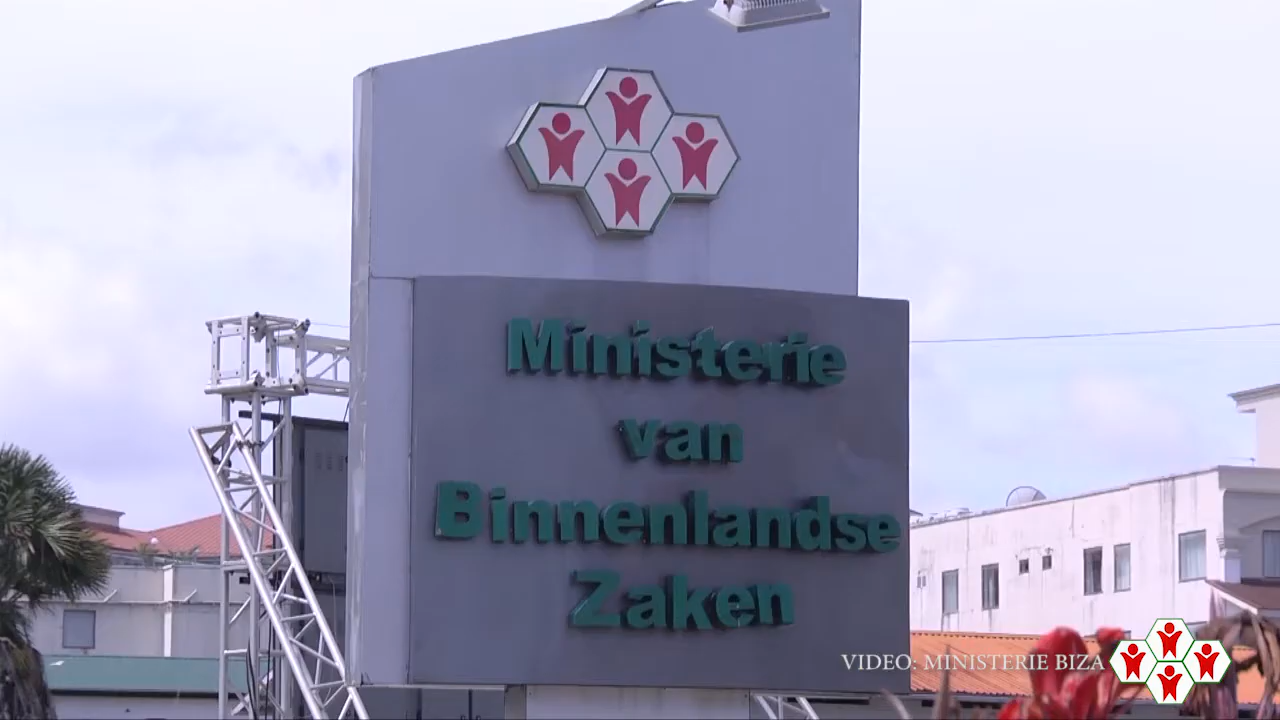 Ministerie
van
Binnenlandse
Zaken
VIDEO: MINISTERIE BIZA